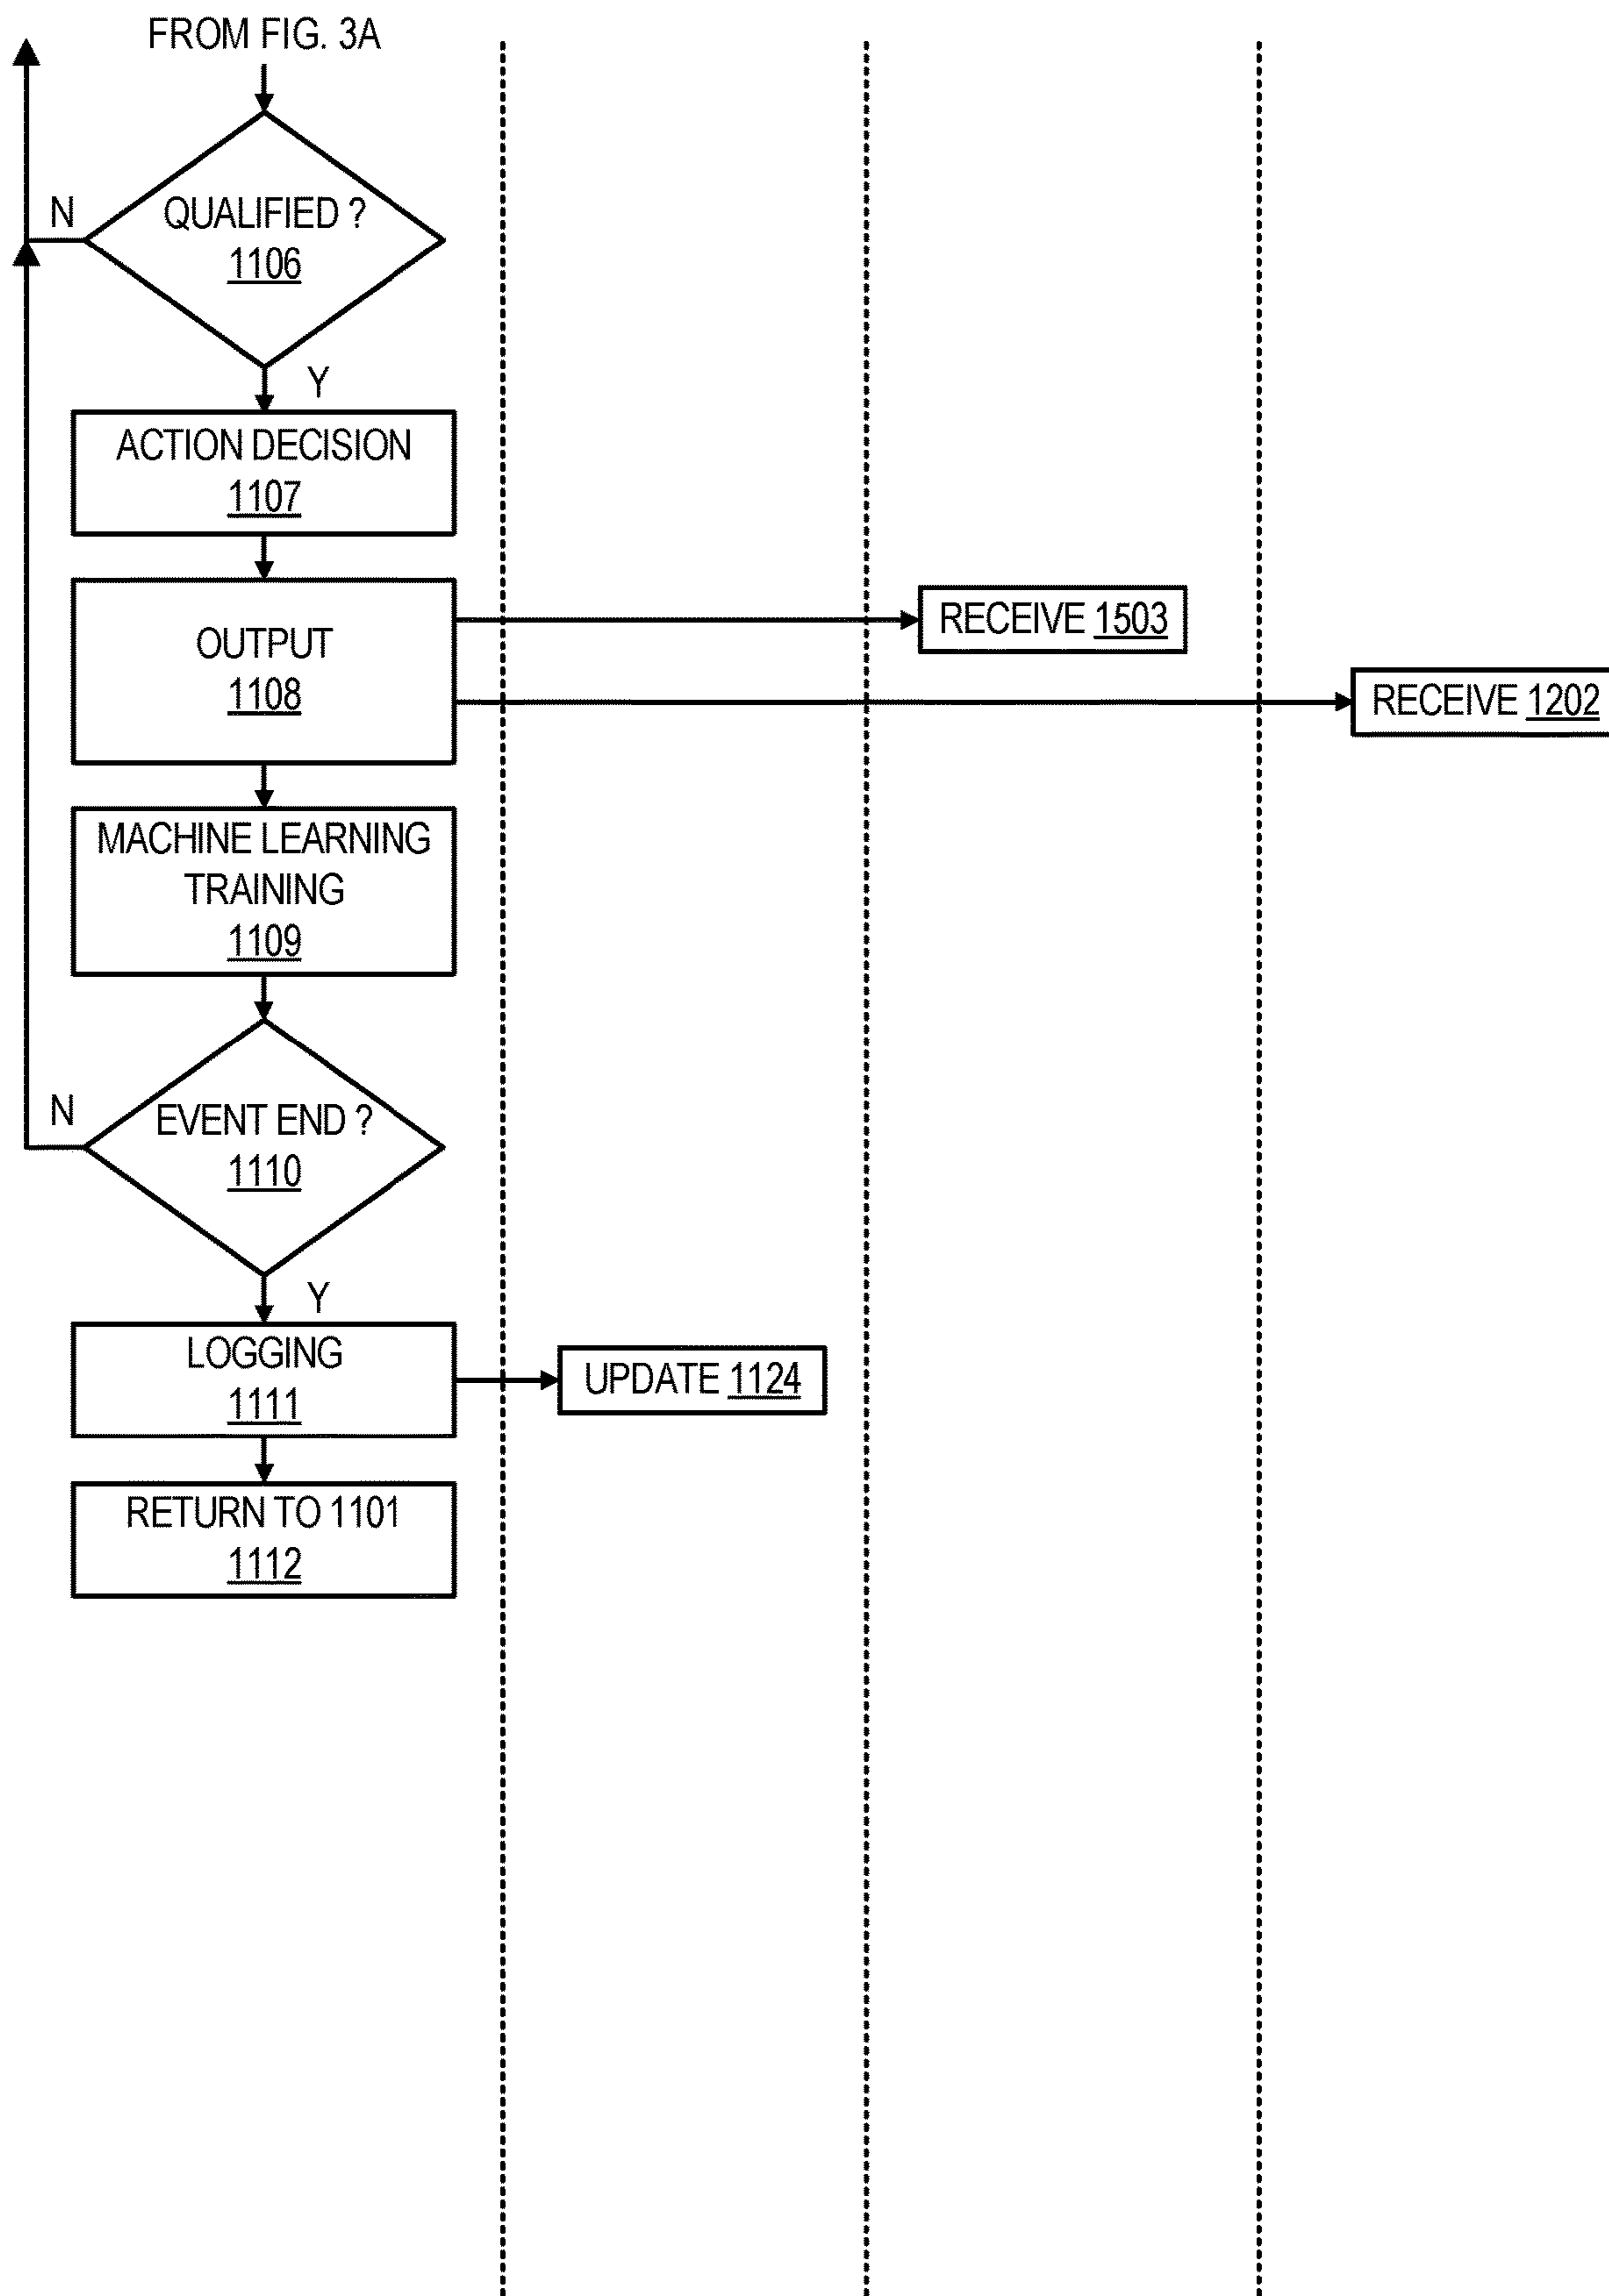 FROM FIG. 3A
N
QUALIFIED ?
1106
Y
ACTION DECISION
1107
OUTPUT
1108
RECEIVE 1503
RECEIVE 1202
MACHINE LEARNING
TRAINING
1109
N
EVENT END ?
1110
Y
LOGGING
1111
UPDATE 1124
RETURN TO 1101
1112